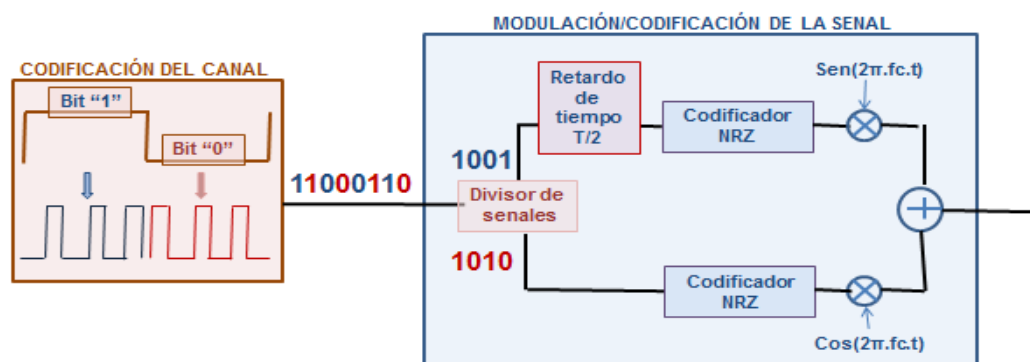 MODULACIÓN/CODIFICACIÓN DE LA SENAL
CODIFICACIÓN DEL CANAL
Bit “1”
Bit “0”
11000110
1001
Divisor de
senales
1010
Retardo
de
tiempo
T/2
Codificador
NRZ
Sen(2π.fc.t)
Codificador
NRZ
Cos(2π.fc.t)